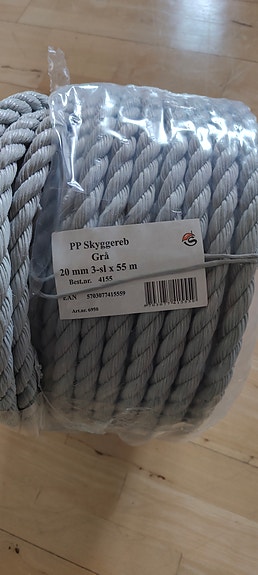 PP Skyggereb
Grå
20 mm 3-sl x 55 m
Best.nr. 4155
EAN 5703077415559
Art.nr. 6956